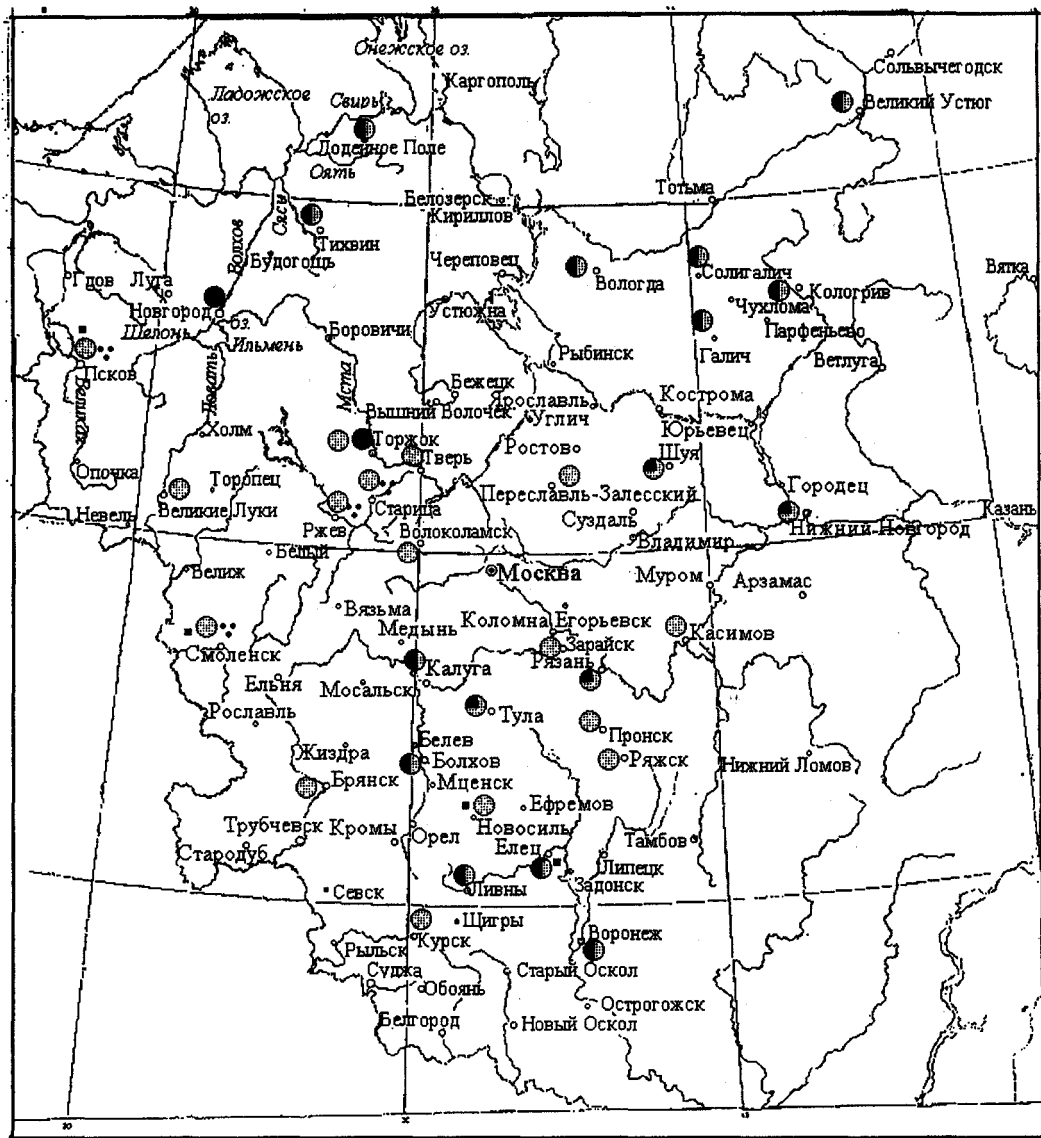 Онежское оз.
Сольвычегодск
Каргополь
Ладожское
оз.
Свирь
Великий Устюг
Лодейное Поле
Оять
Тотьма
Белозерск
Кириллов
Сясь
Волхов
Тихвин
Будогощь
Гдов
Луга
Череповец
Вологда
Солигалич
Вятка
Кологрив
Новгород
оз.
Устюжна
Чухлома
Шелонь
Ильмень
Боровичи
Парфеньево
Галич
Рыбинск
Ветлуга
Псков
Великая
Ловать
Мста
Бежецк
Ярославль
Кострома
Вышний Волочек
Углич
Юрьевец
Холм
Торжок
Ростов
Шуя
Опочка
Тверь
Торопец
Переславль-Залесский
Городец
Невель
Великие Луки
Старица
Суздаль
Казань
Ржев
Волоколамск
Нижний-Новгород
Белый
Владимир
Велиж
Москва
Муром
Арзамас
Вязьма
Коломна
Егорьевск
Медынь
Касимов
Смоленск
Зарайск
Рязань
Калуга
Ельня
Мосальск
Рославль
Тула
Пронск
Жиздра
Белев
Болхов
Ряжск
Нижний Ломов
Брянск
Мценск
Ефремов
Новосиль
Трубчевск
Кромы
Орел
Елец
Тамбов
Липецк
Стародуб
Севск
Ливны
Задонск
Щигры
Курск
Воронеж
Рыльск
Суджа
Старый Оскол
Обоянь
Острогожск
Белгород
Новый Оскол